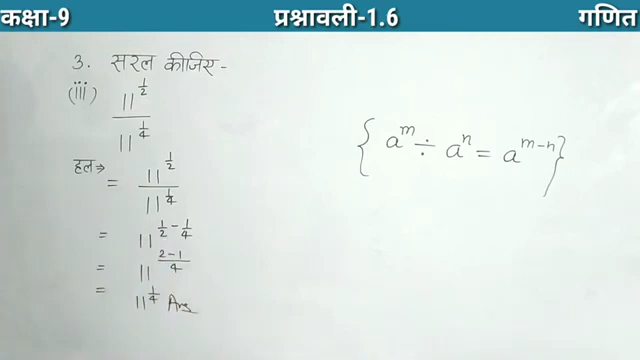 कक्षा-9 प्रश्नावली-1.6 गणित
3. सरल कीजिए-
(iii) 11^{1/2} / 11^{1/4}
{a^m ÷ a^n = a^{m-n}}
हल⇒
= 11^{1/2} / 11^{1/4}
= 11^{1/2 - 1/4}
= 11^{(2-1)/4}
= 11^{1/4} Ans